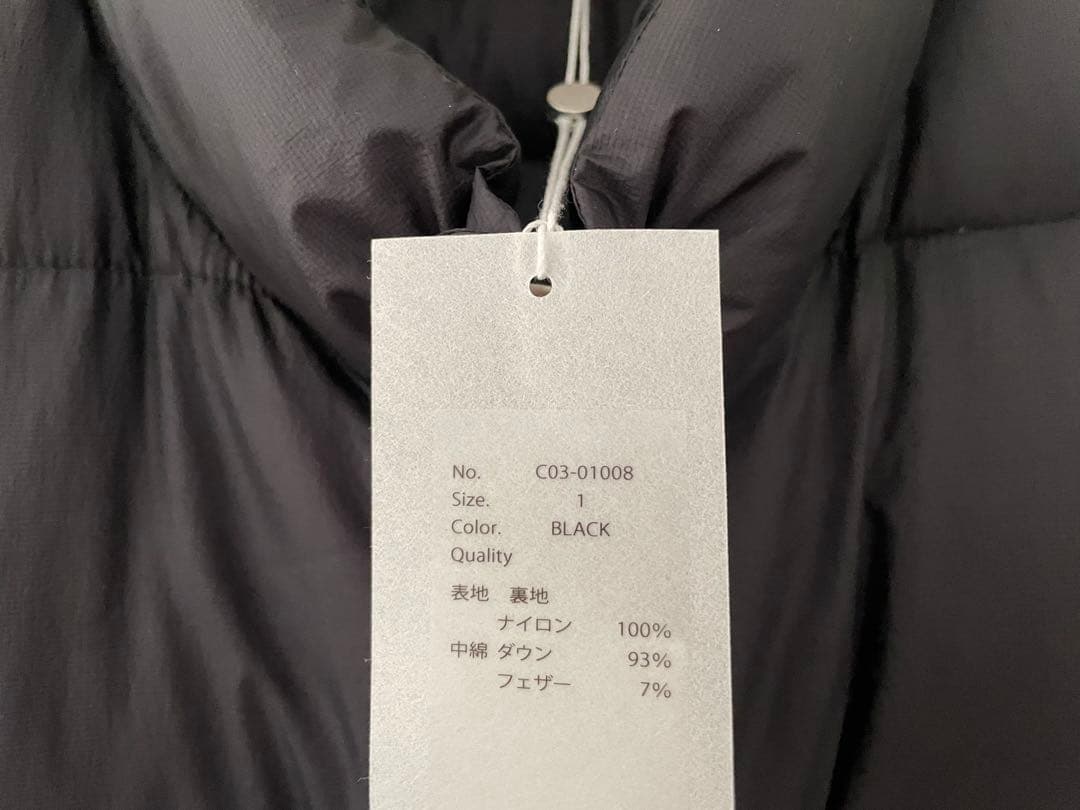 No. C03-01008
Size. 1
Color. BLACK
Quality
表地 裏地
ナイロン 100%
中綿 ダウン 93%
フェザー 7%